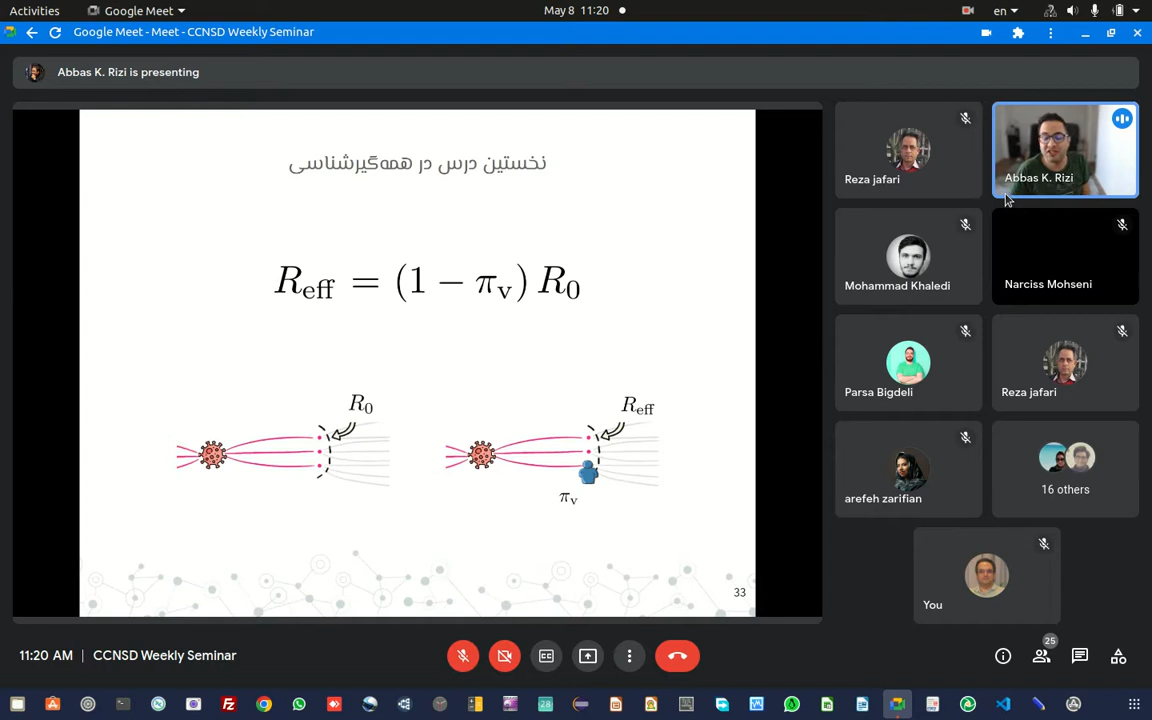 Activities
Google Meet
May 8 11:20
en
Google Meet - Meet - CCNSD Weekly Seminar
Abbas K. Rizi is presenting
نخستین درس در همه‌گیرشناسی
R_eff = (1 − π_v) R_0
R_0
R_eff
π_v
33
Reza jafari
Abbas K. Rizi
Mohammad Khaledi
Narciss Mohseni
Parsa Bigdeli
Reza jafari
arefeh zarifian
16 others
You
11:20 AM | CCNSD Weekly Seminar
25
28